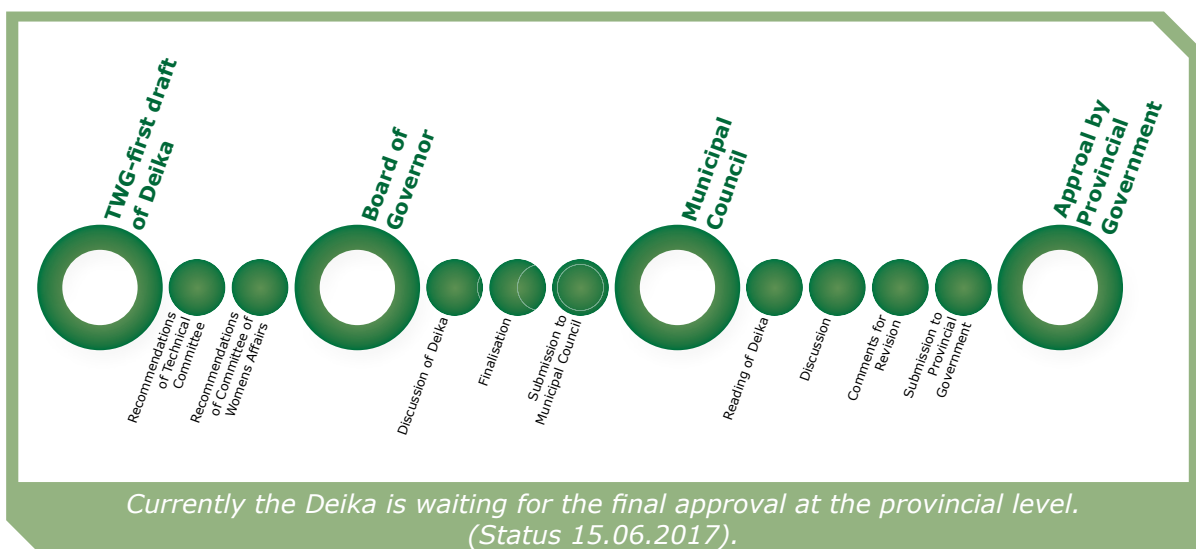 TWG-first draft
of Deika
Recommendations
of Technical
Committee
Recommendations
of Committee of
Womens Affairs
Board of
Governor
Discussion of Deika
Finalisation
Submission to
Municipal Council
Municipal
Council
Reading of Deika
Discussion
Comments for
Revision
Submission to
Provincial
Government
Approal by
Provincial
Government
Currently the Deika is waiting for the final approval at the provincial level.
(Status 15.06.2017).